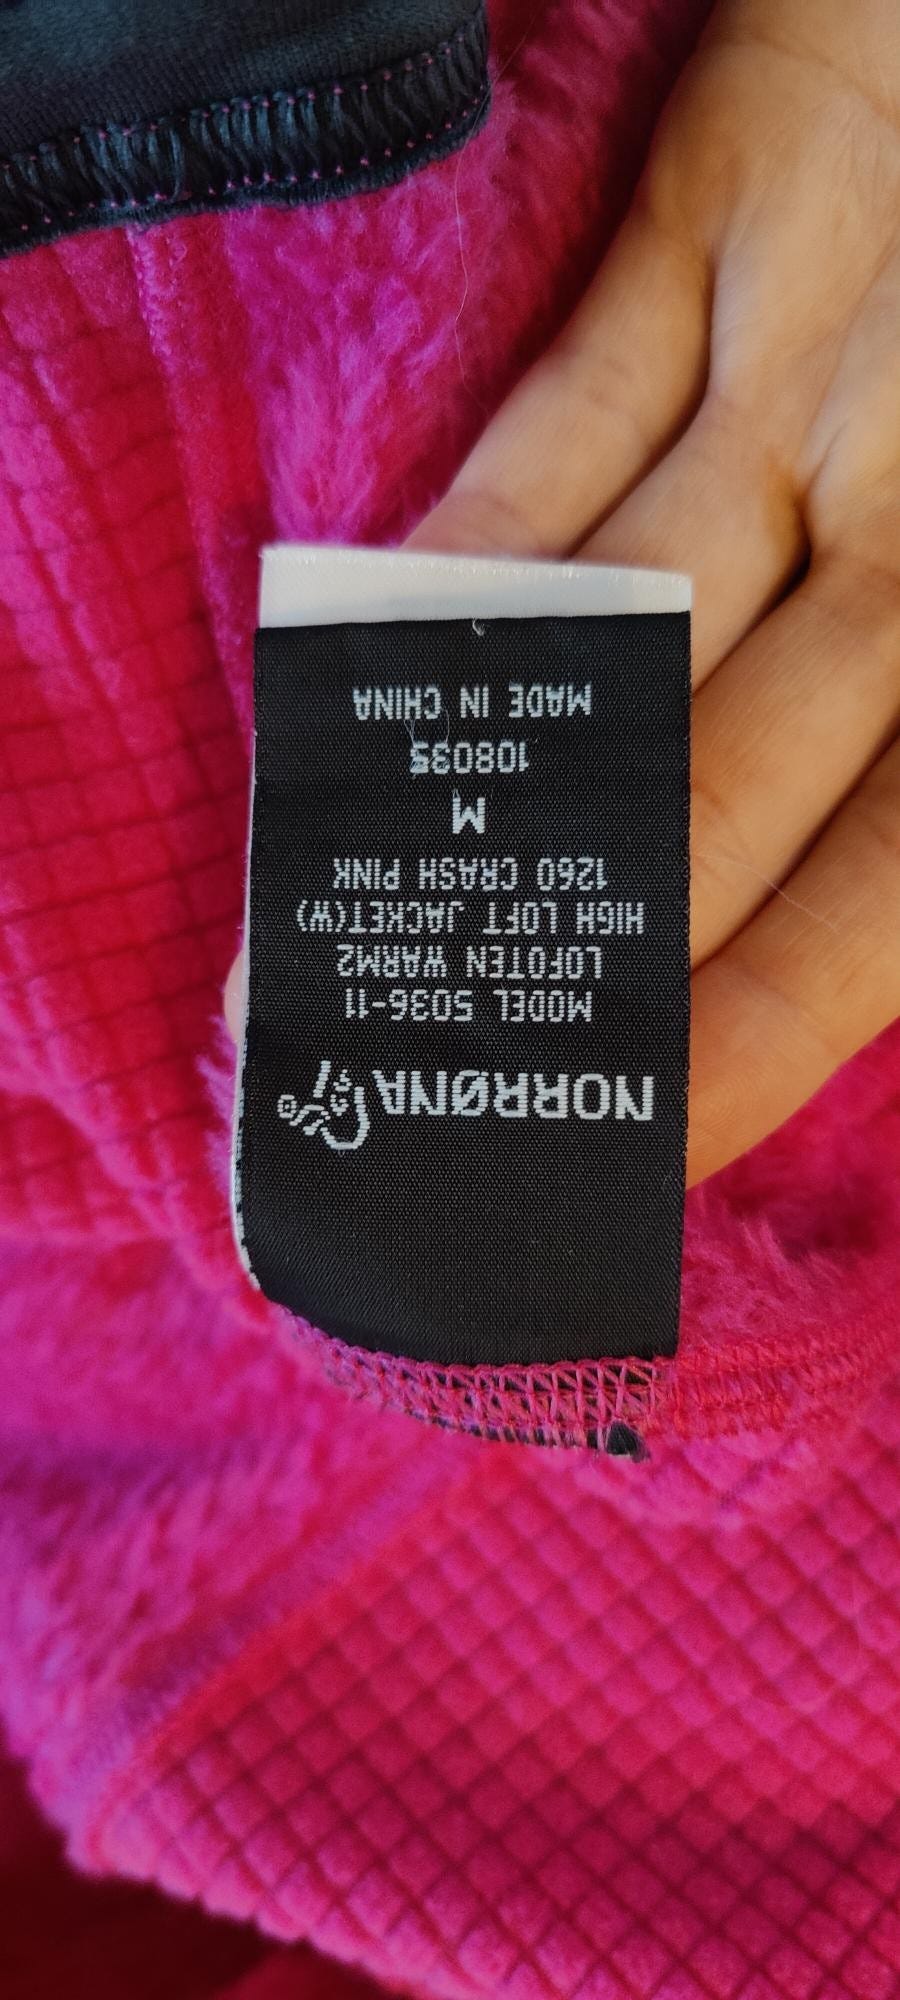 NORRØNA
MODEL 5036-11
LOFOTEN WARM2
HIGH LOFT JACKET(W)
1260 CRASH PINK
M
108035
MADE IN CHINA